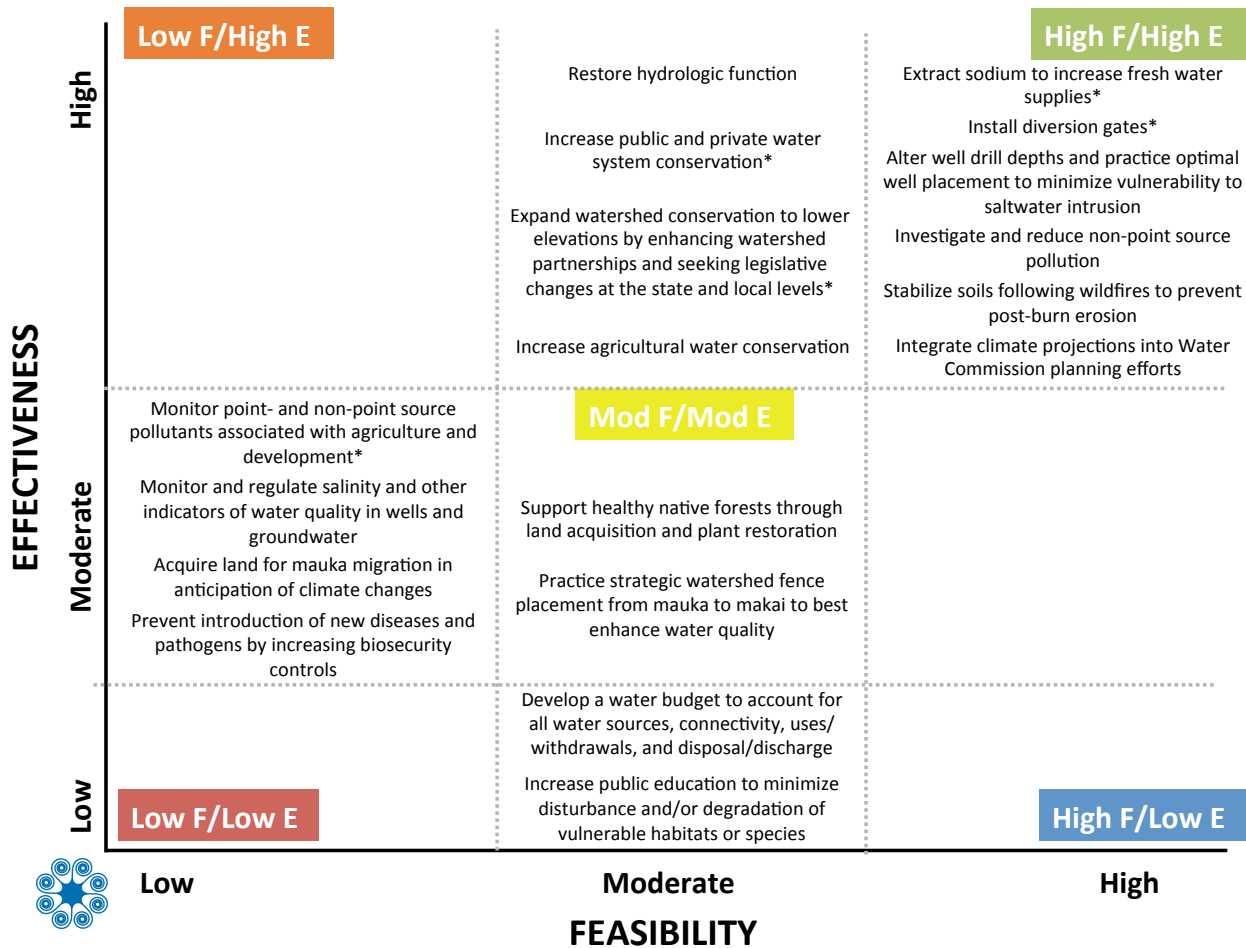 Low F/High E
High F/High E
High
Restore hydrologic function
Increase public and private water
system conservation*
Expand watershed conservation to lower
elevations by enhancing watershed
partnerships and seeking legislative
changes at the state and local levels*
Increase agricultural water conservation
Extract sodium to increase fresh water
supplies*
Install diversion gates*
Alter well drill depths and practice optimal
well placement to minimize vulnerability to
saltwater intrusion
Investigate and reduce non-point source
pollution
Stabilize soils following wildfires to prevent
post-burn erosion
Integrate climate projections into Water
Commission planning efforts
EFFECTIVENESS
Moderate
Monitor point- and non-point source
pollutants associated with agriculture and
development*
Monitor and regulate salinity and other
indicators of water quality in wells and
groundwater
Acquire land for mauka migration in
anticipation of climate changes
Prevent introduction of new diseases and
pathogens by increasing biosecurity
controls
Mod F/Mod E
Support healthy native forests through
land acquisition and plant restoration
Practice strategic watershed fence
placement from mauka to makai to best
enhance water quality
Low
Low F/Low E
Develop a water budget to account for
all water sources, connectivity, uses/
withdrawals, and disposal/discharge
Increase public education to minimize
disturbance and/or degradation of
vulnerable habitats or species
High F/Low E
Low
Moderate
High
FEASIBILITY